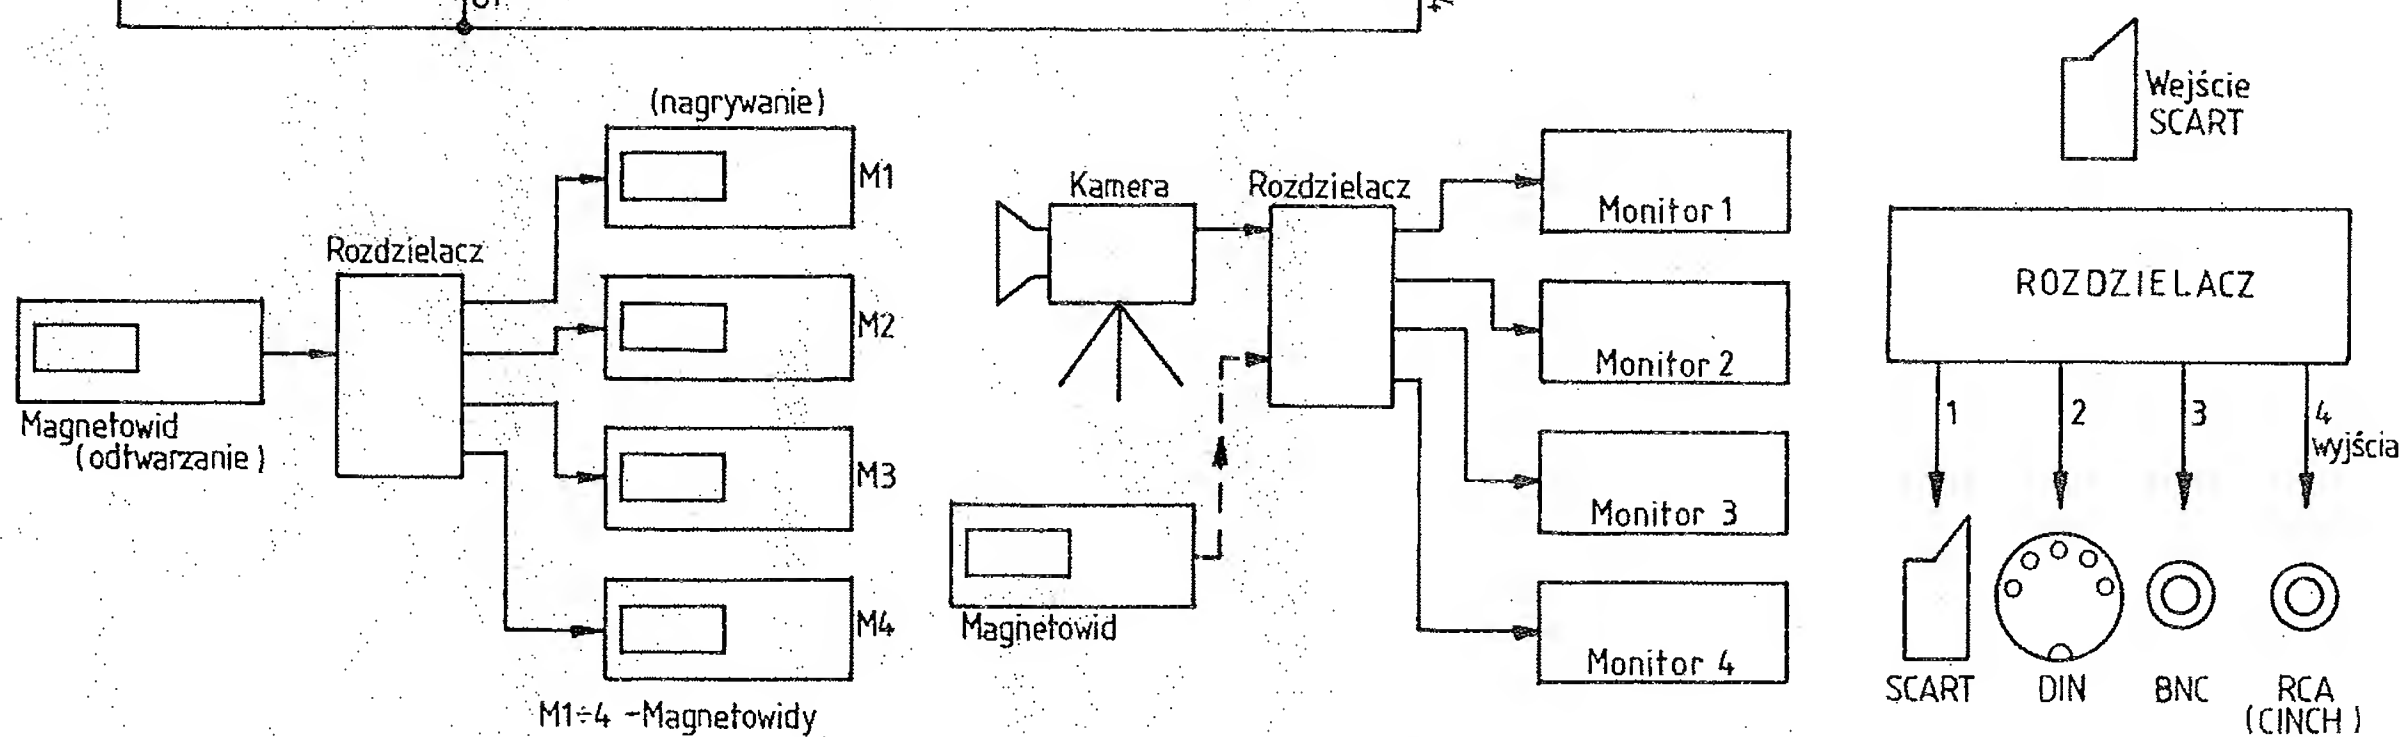 (nagrywanie)
M1
M2
M3
M4
Rozdzielacz
Magnetowid
(odtwarzanie)
M1÷4 -Magnetowidy
Kamera
Rozdzielacz
Magnetowid
Monitor 1
Monitor 2
Monitor 3
Monitor 4
Wejście
SCART
ROZDZIELACZ
1
2
3
4
wyjścia
SCART
DIN
BNC
RCA
(CINCH)